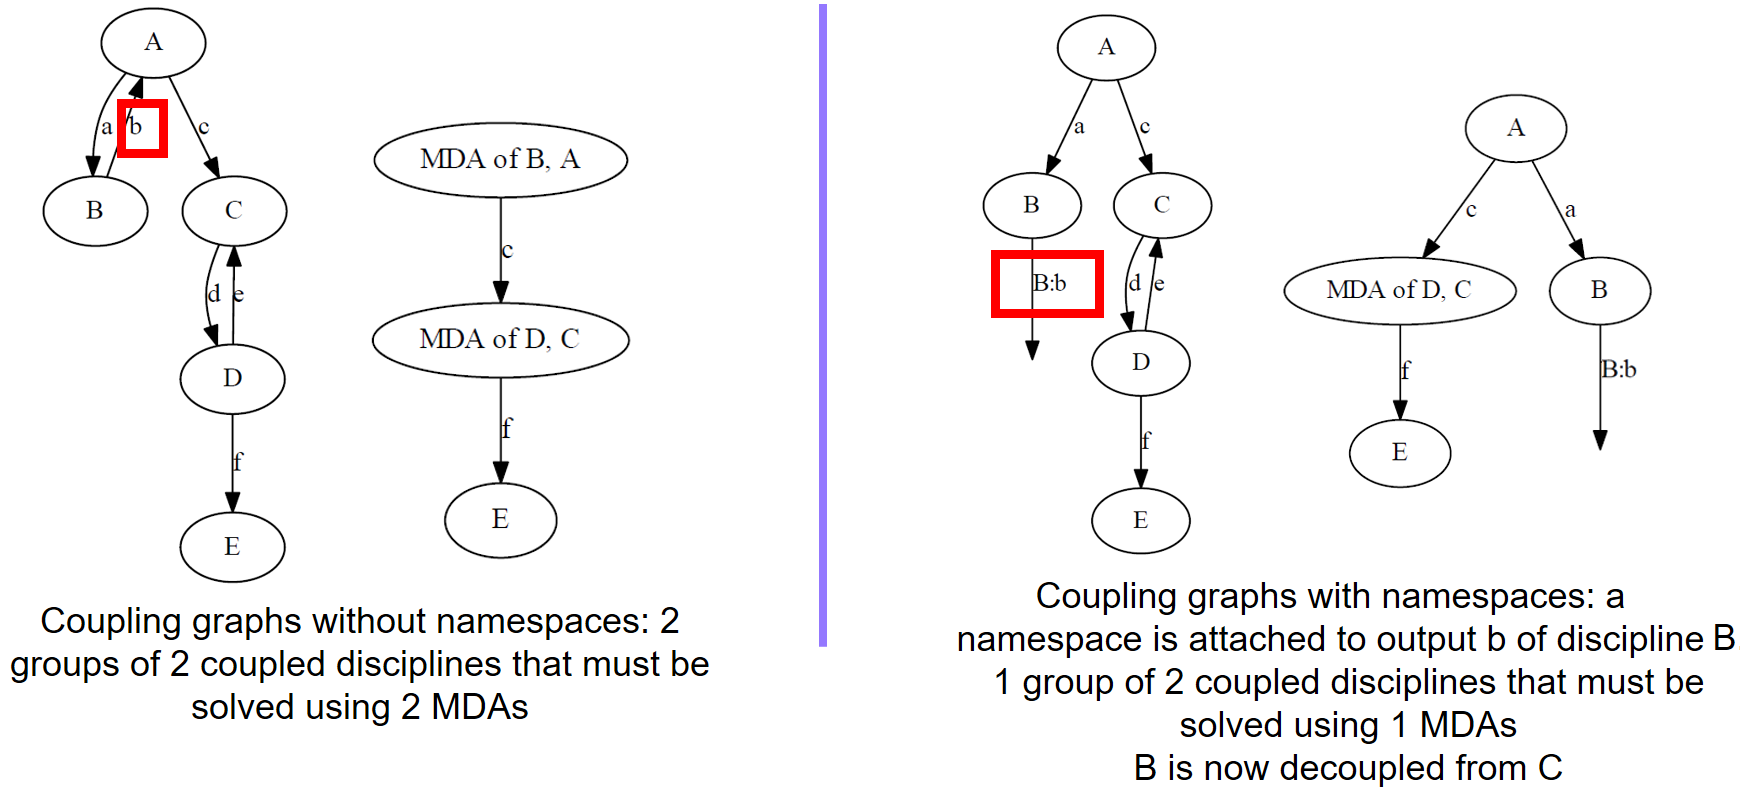 A
a
b
c
B
C
d
e
D
f
E
MDA of B, A
c
MDA of D, C
f
E
Coupling graphs without namespaces: 2
groups of 2 coupled disciplines that must be
solved using 2 MDAs
A
a
c
B
C
B:b
d
e
D
f
E
A
c
a
MDA of D, C
B
f
B:b
E
Coupling graphs with namespaces: a
namespace is attached to output b of discipline B
1 group of 2 coupled disciplines that must be
solved using 1 MDAs
B is now decoupled from C